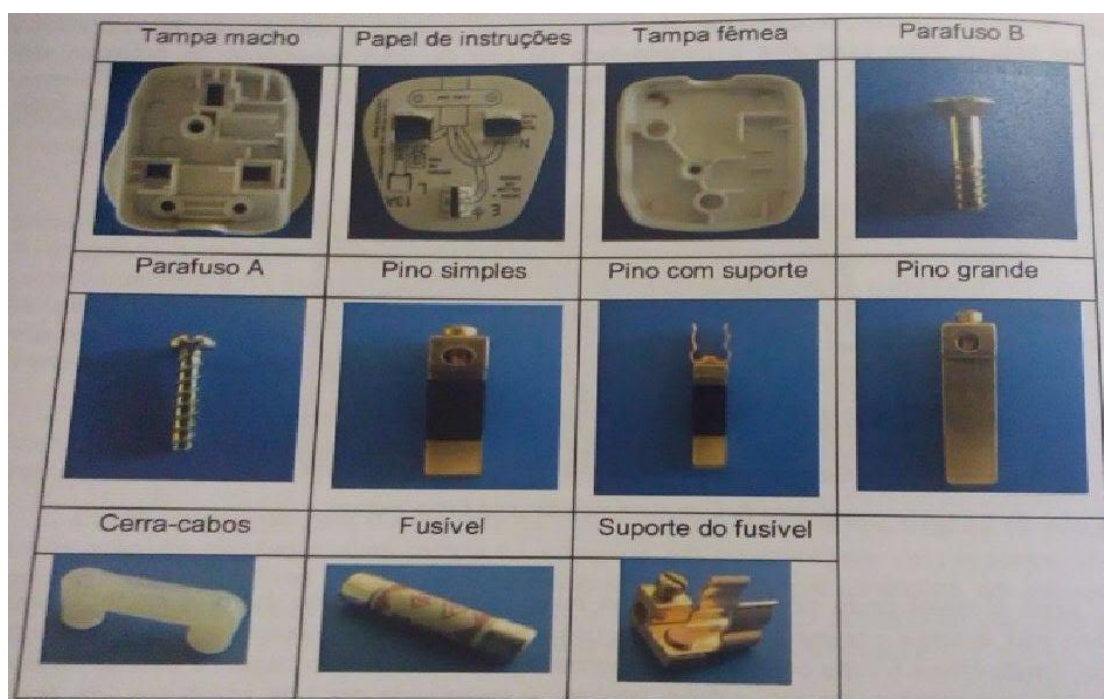 Tampa macho
Papel de instruções
Tampa fêmea
Parafuso B
13A
L
N
E
Parafuso A
Pino simples
Pino com suporte
Pino grande
Cerra-cabos
Fusível
Suporte do fusível